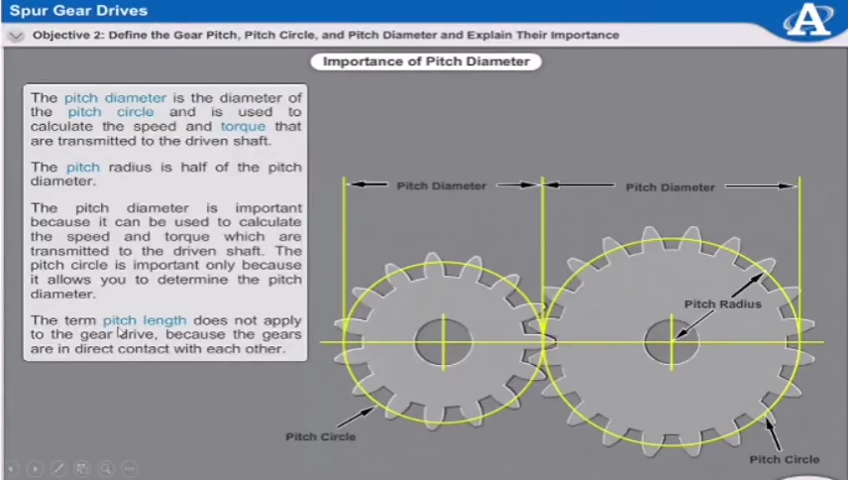 Spur Gear Drives
Objective 2: Define the Gear Pitch, Pitch Circle, and Pitch Diameter and Explain Their Importance
A
Importance of Pitch Diameter
The pitch diameter is the diameter of
the pitch circle and is used to
calculate the speed and torque that
are transmitted to the driven shaft.
The pitch radius is half of the pitch
diameter.
The pitch diameter is important
because it can be used to calculate
the speed and torque which are
transmitted to the driven shaft. The
pitch circle is important only because
it allows you to determine the pitch
diameter.
The term pitch length does not apply
to the gear drive, because the gears
are in direct contact with each other.
Pitch Diameter
Pitch Diameter
Pitch Radius
Pitch Circle
Pitch Circle